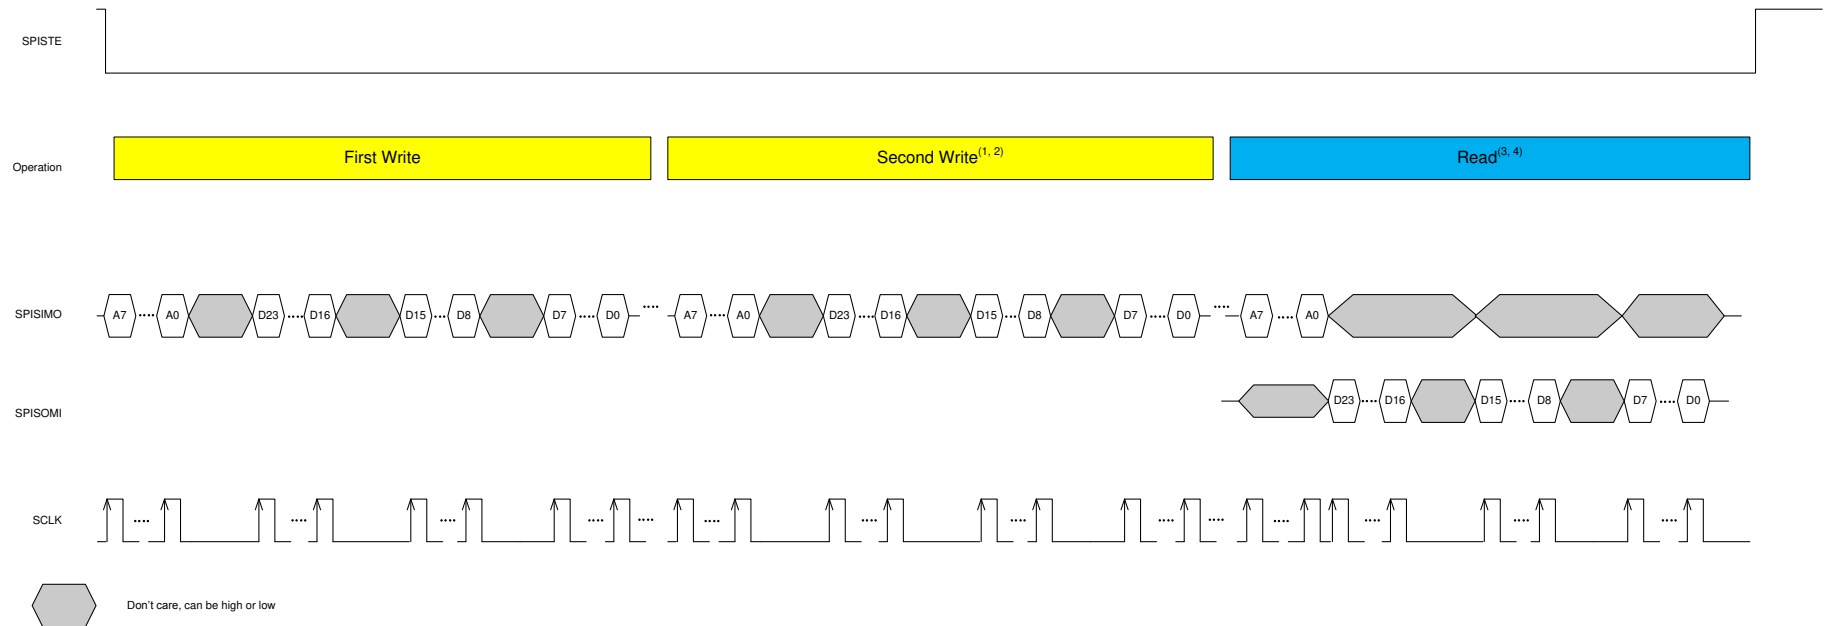 SPISTE
Operation
First Write
Second Write(1, 2)
Read(3, 4)
SPISIMO
A7 .... A0 D23 .... D16 D15 ... D8 D7 .... D0 .... A7 .... A0 D23 .... D16 D15 ... D8 D7 .... D0 .... A7 .... A0
SPISOMI
D23 .... D16 D15 .... D8 D7 .... D0
SCLK
.... .... .... .... .... .... .... .... .... .... .... .... .... ....
Don't care, can be high or low